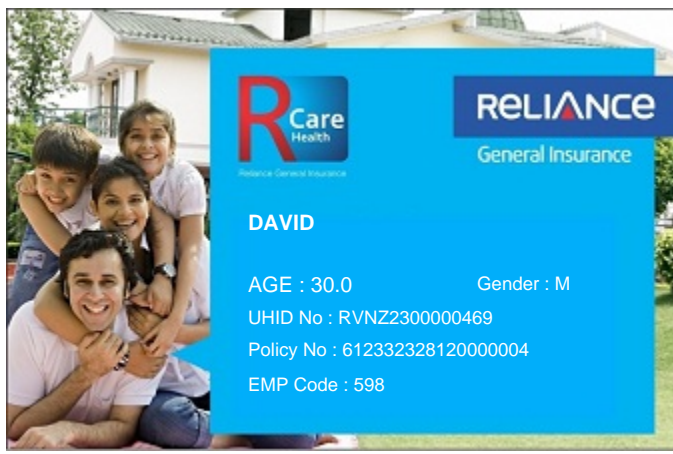 R Care
Health
Reliance General Insurance
RELIANCE
General Insurance
DAVID
AGE : 30.0 Gender : M
UHID No : RVNZ2300000469
Policy No : 612332328120000004
EMP Code : 598